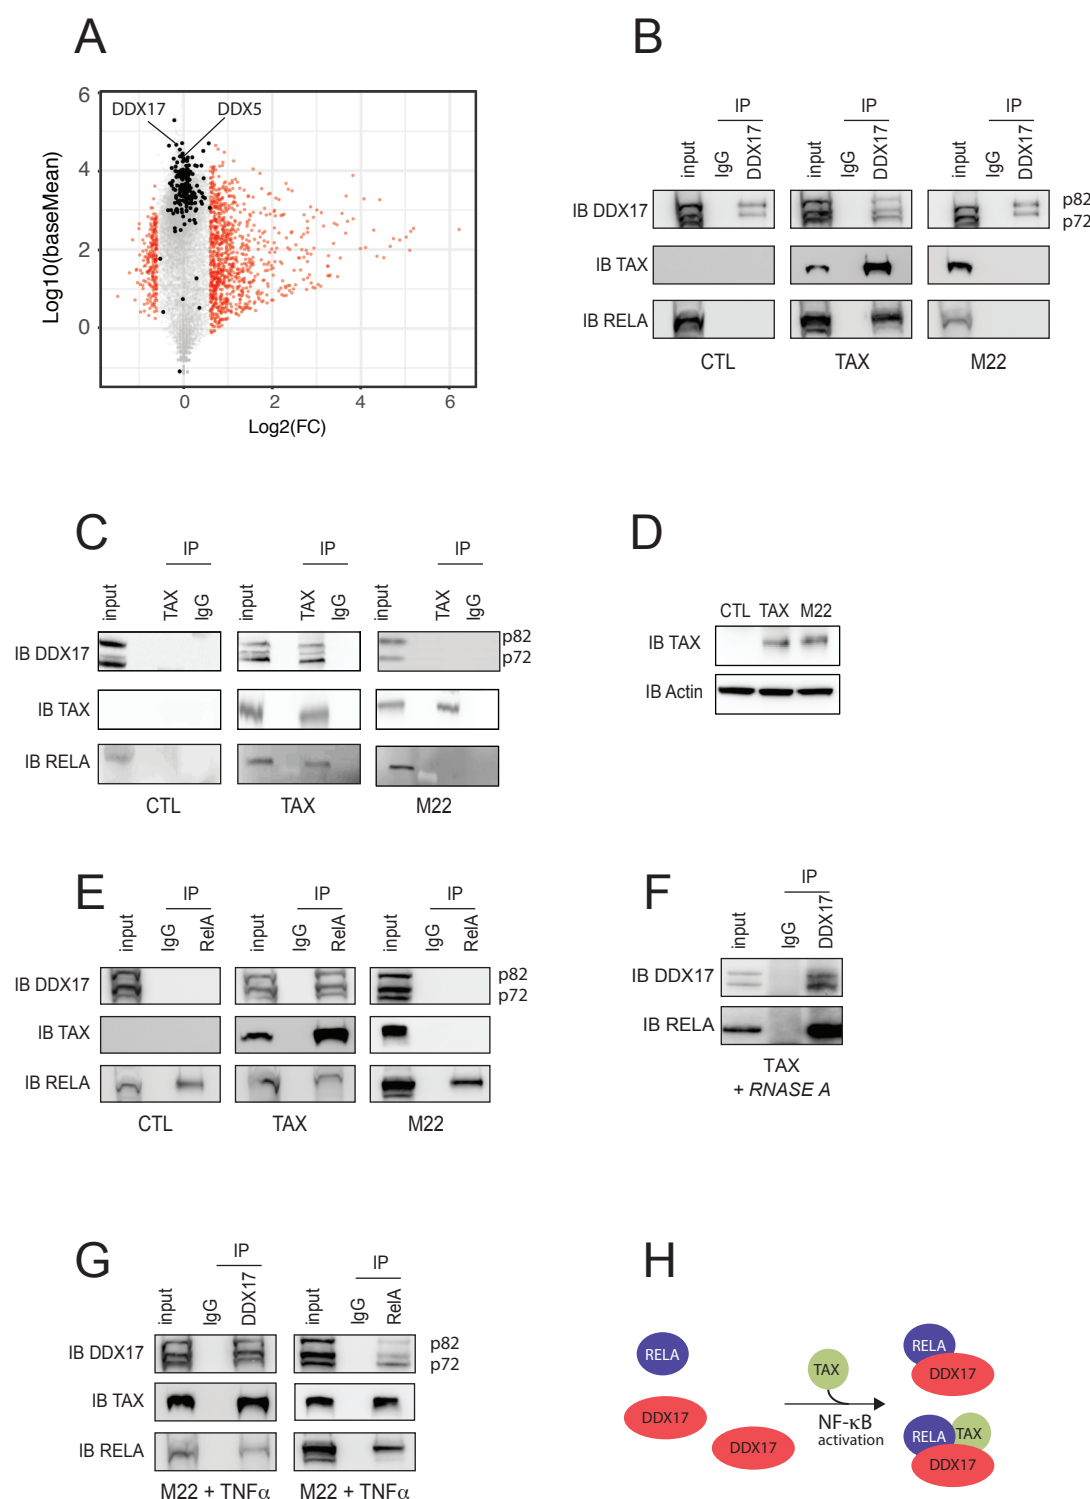 A
6
DDX17 DDX5
4
2
0
Log10(baseMean)
0 2 4 6
Log2(FC)
B
IP IP IP
input IgG DDX17 input IgG DDX17 input IgG DDX17
IB DDX17 p82
p72
IB TAX
IB RELA
CTL TAX M22
C
IP IP IP
input TAX IgG input TAX IgG input TAX IgG
IB DDX17 p82
p72
IB TAX
IB RELA
CTL TAX M22
D
CTL TAX M22
IB TAX
IB Actin
E
IP IP IP
input IgG RelA input IgG RelA input IgG RelA
IB DDX17 p82
p72
IB TAX
IB RELA
CTL TAX M22
F
IP
input IgG DDX17
IB DDX17
IB RELA
TAX
+ RNASE A
G
IP IP
input IgG DDX17 input IgG RelA
IB DDX17 p82
p72
IB TAX
IB RELA
M22 + TNFα M22 + TNFα
H
RELA
DDX17
DDX17
TAX
NF-κB
activation
RELA
DDX17
RELA TAX
DDX17